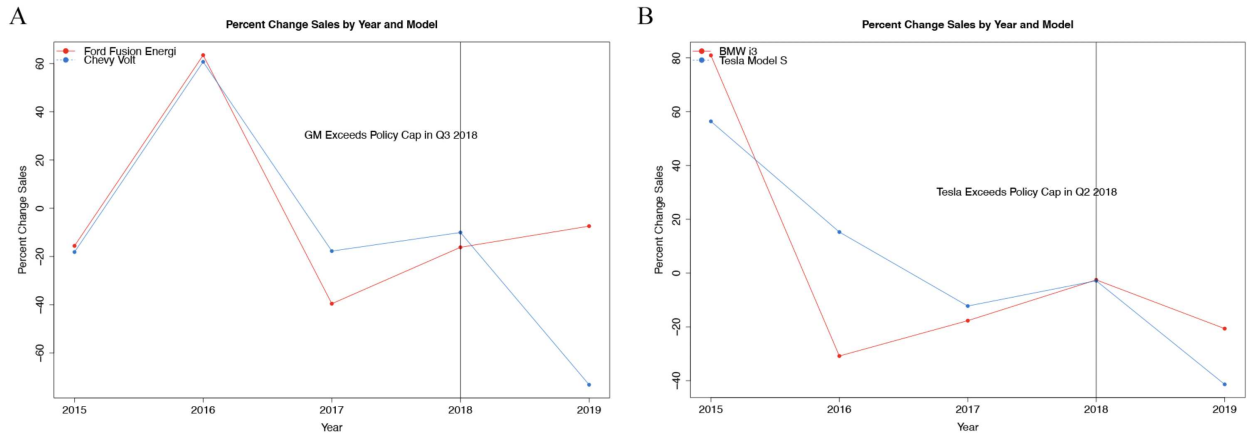 A
Percent Change Sales by Year and Model
Ford Fusion Energi
Chevy Volt
GM Exceeds Policy Cap in Q3 2018
Percent Change Sales
60
40
20
0
−20
−40
−60
2015 2016 2017 2018 2019
Year
B
Percent Change Sales by Year and Model
BMW i3
Tesla Model S
Tesla Exceeds Policy Cap in Q2 2018
Percent Change Sales
80
60
40
20
0
−20
−40
2015 2016 2017 2018 2019
Year